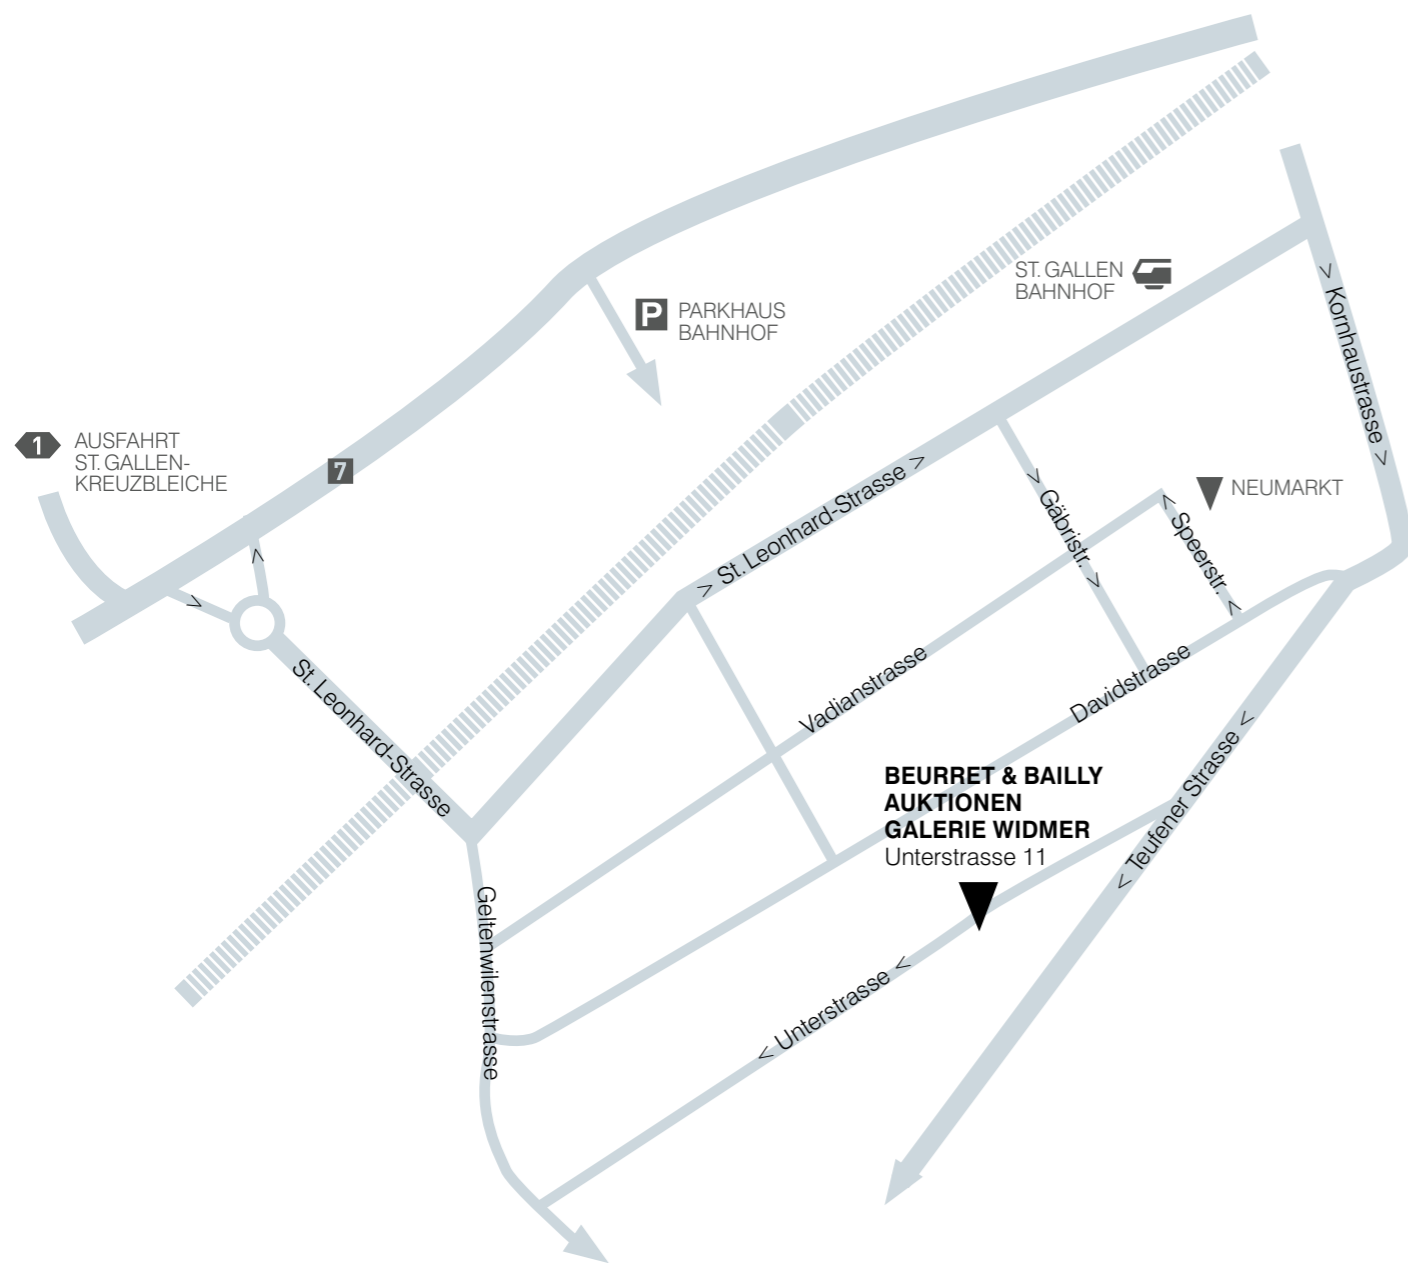 ST. GALLEN
BAHNHOF
P
PARKHAUS
BAHNHOF
> Kornhaustrasse >
1
AUSFAHRT
ST. GALLEN-
KREUZBLEICHE
7
> St. Leonhard-Strasse >
> Gäbristr. >
< Speerstr. <
NEUMARKT
St. Leonhard-Strasse
Vadianstrasse
Davidstrasse
BEURRET & BAILLY
AUKTIONEN
GALERIE WIDMER
Unterstrasse 11
< Teufener Strasse <
Geltenwilenstrasse
< Unterstrasse <